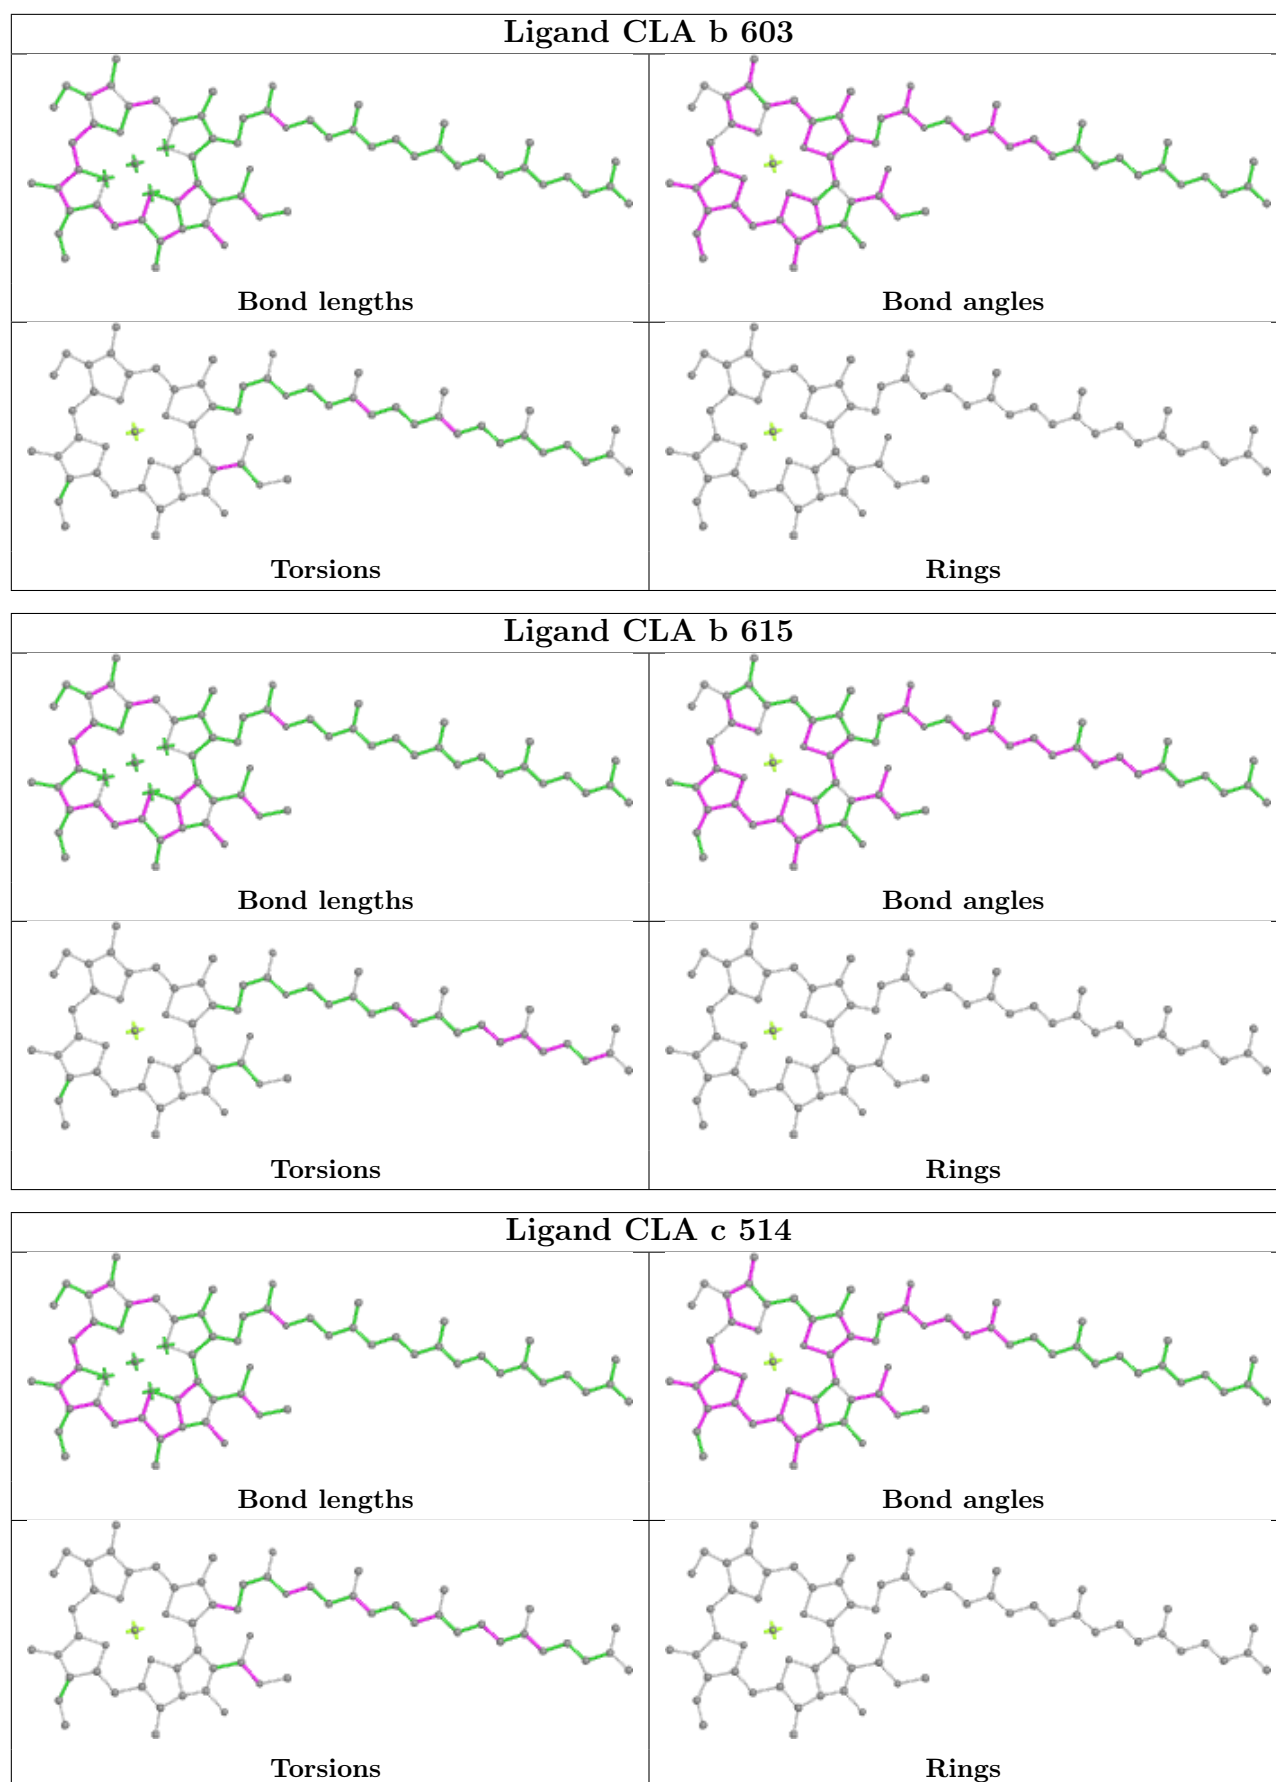 Ligand CLA b 603
Bond lengths
Bond angles
Torsions
Rings
Ligand CLA b 615
Bond lengths
Bond angles
Torsions
Rings
Ligand CLA c 514
Bond lengths
Bond angles
Torsions
Rings